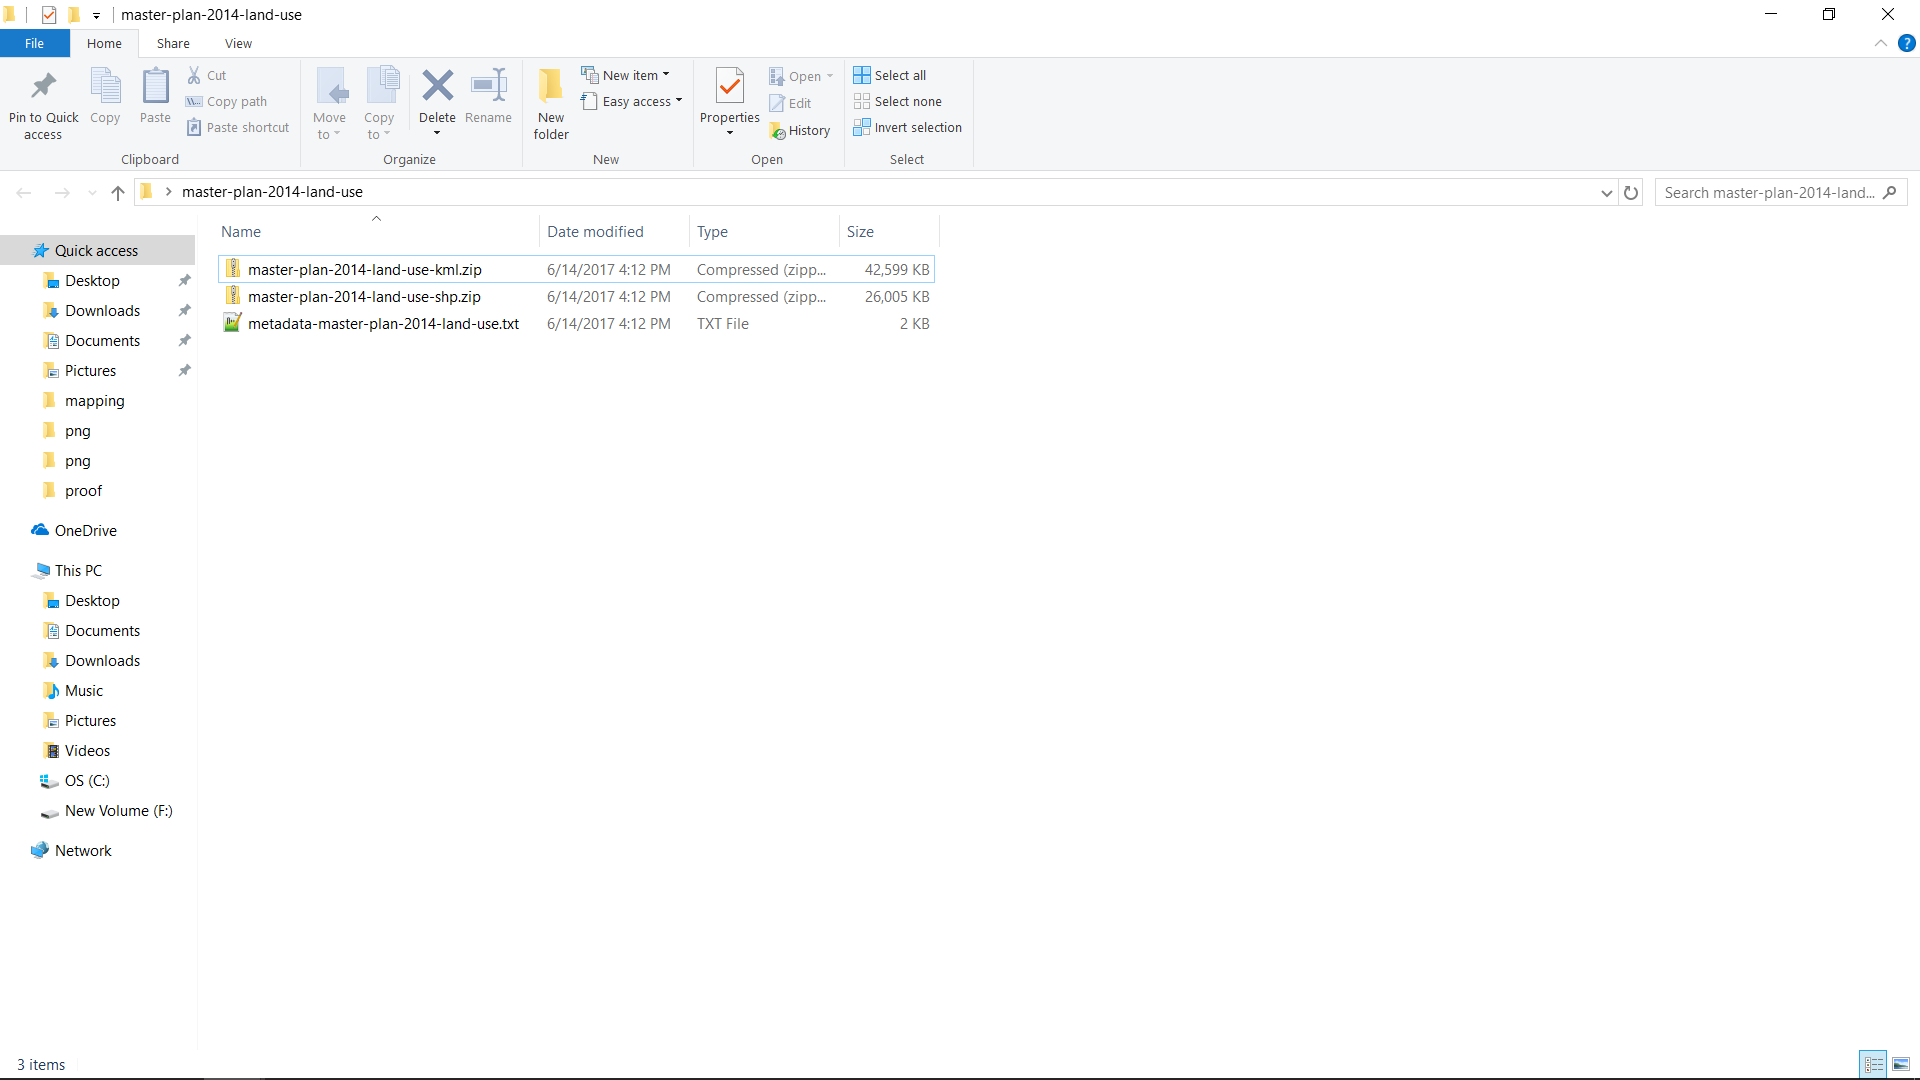 master-plan-2014-land-use
File Home Share View
Pin to Quick access
Copy
Paste
Cut
Copy path
Paste shortcut
Clipboard
Move to
Copy to
Delete
Rename
Organize
New folder
New item
Easy access
New
Properties
Open
Edit
History
Open
Select all
Select none
Invert selection
Select
master-plan-2014-land-use
Search master-plan-2014-land...
Name Date modified Type Size
master-plan-2014-land-use-kml.zip 6/14/2017 4:12 PM Compressed (zipp... 42,599 KB
master-plan-2014-land-use-shp.zip 6/14/2017 4:12 PM Compressed (zipp... 26,005 KB
metadata-master-plan-2014-land-use.txt 6/14/2017 4:12 PM TXT File 2 KB
Quick access
Desktop
Downloads
Documents
Pictures
mapping
png
png
proof
OneDrive
This PC
Desktop
Documents
Downloads
Music
Pictures
Videos
OS (C:)
New Volume (F:)
Network
3 items